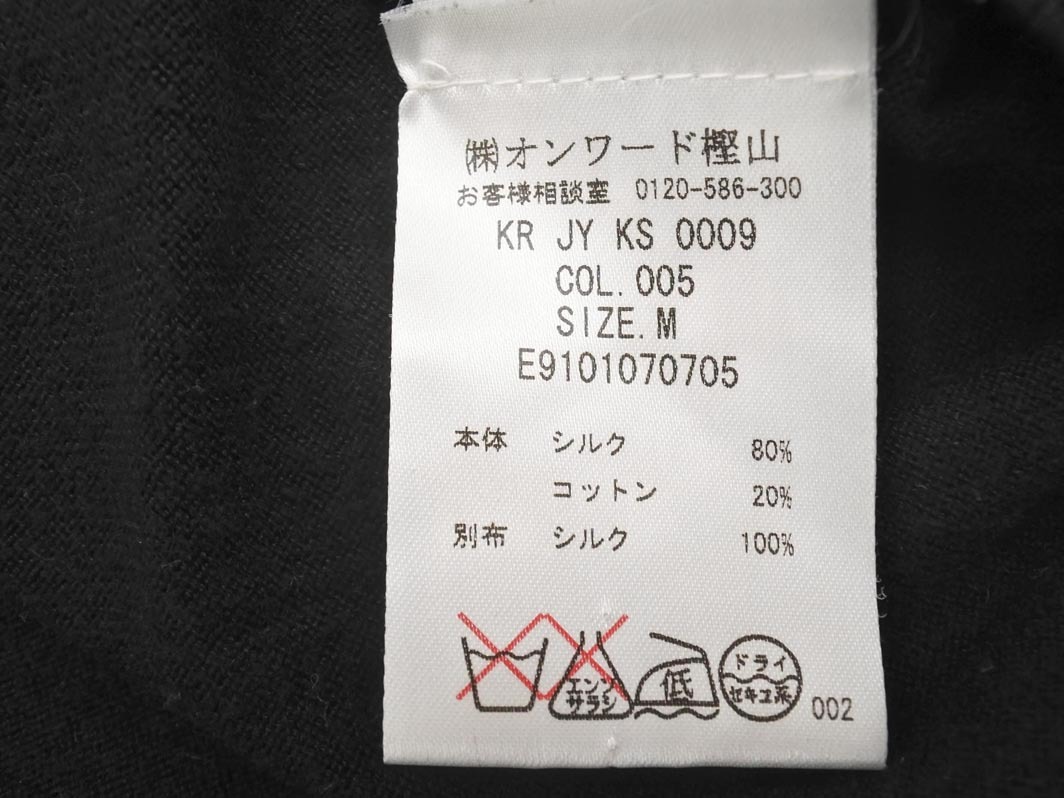 ㈱オンワード樫山
お客様相談室 0120-586-300
KR JY KS 0009
COL.005
SIZE.M
E9101070705
本体 シルク 80%
コットン 20%
別布 シルク 100%
エンソ
サラシ
低
ドライ
セキユ系
002